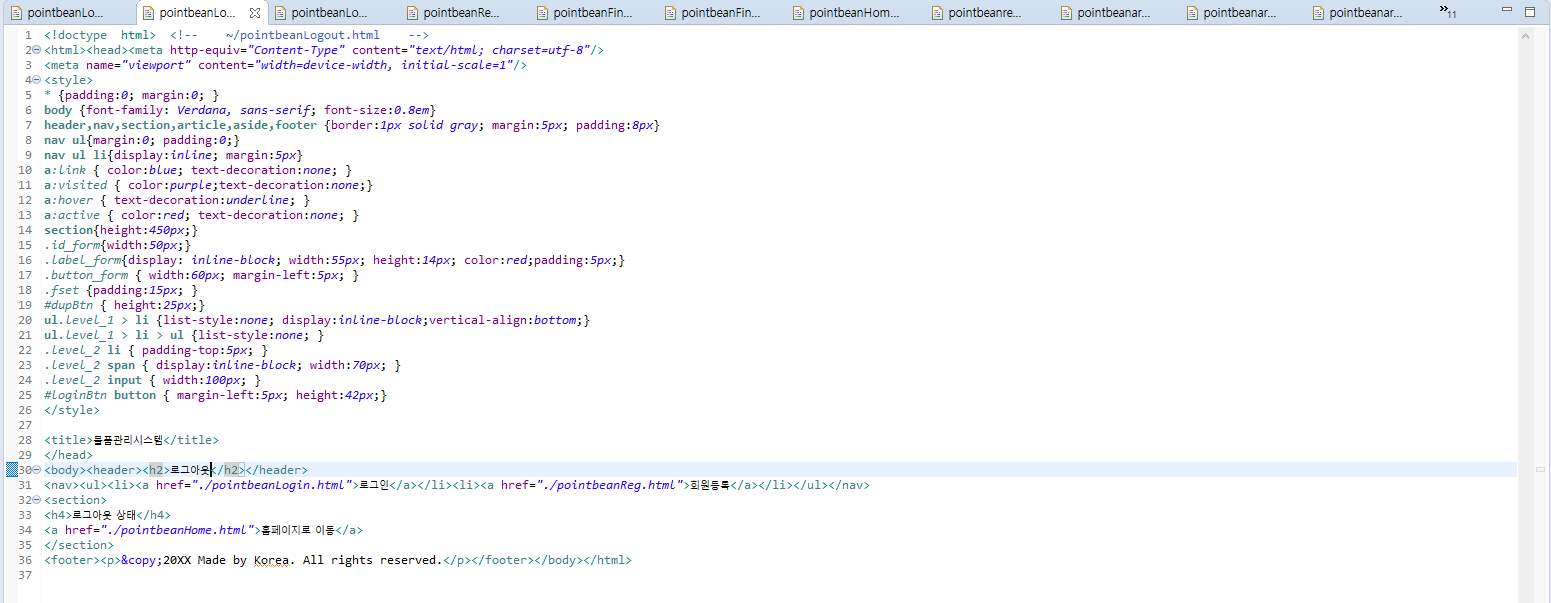 pointbeanLo... pointbeanLo... pointbeanLo... pointbeanRe... pointbeanFin... pointbeanFin... pointbeanHom... pointbeanre... pointbeanar... pointbeanar... pointbeanar... »11
1 <!doctype  html>  <!--    ~/pointbeanLogout.html    -->
2 <html><head><meta http-equiv="Content-Type" content="text/html; charset=utf-8"/>
3 <meta name="viewport" content="width=device-width, initial-scale=1"/>
4 <style>
5 * {padding:0; margin:0; }
6 body {font-family: Verdana, sans-serif; font-size:0.8em}
7 header,nav,section,article,aside,footer {border:1px solid gray; margin:5px; padding:8px}
8 nav ul{margin:0; padding:0;}
9 nav ul li{display:inline; margin:5px}
10 a:link { color:blue; text-decoration:none; }
11 a:visited { color:purple;text-decoration:none;}
12 a:hover { text-decoration:underline; }
13 a:active { color:red; text-decoration:none; }
14 section{height:450px;}
15 .id_form{width:50px;}
16 .label_form{display: inline-block; width:55px; height:14px; color:red;padding:5px;}
17 .button_form { width:60px; margin-left:5px; }
18 .fset {padding:15px; }
19 #dupBtn { height:25px;}
20 ul.level_1 > li {list-style:none; display:inline-block;vertical-align:bottom;}
21 ul.level_1 > li > ul {list-style:none; }
22 .level_2 li { padding-top:5px; }
23 .level_2 span { display:inline-block; width:70px; }
24 .level_2 input { width:100px; }
25 #loginBtn button { margin-left:5px; height:42px;}
26 </style>
27
28 <title>물품관리시스템</title>
29 </head>
30 <body><header><h2>로그아웃</h2></header>
31 <nav><ul><li><a href="./pointbeanLogin.html">로그인</a></li><li><a href="./pointbeanReg.html">회원등록</a></li></ul></nav>
32 <section>
33 <h4>로그아웃 상태</h4>
34 <a href="./pointbeanHome.html">홈페이지로 이동</a>
35 </section>
36 <footer><p>&copy;20XX Made by Korea. All rights reserved.</p></footer></body></html>
37